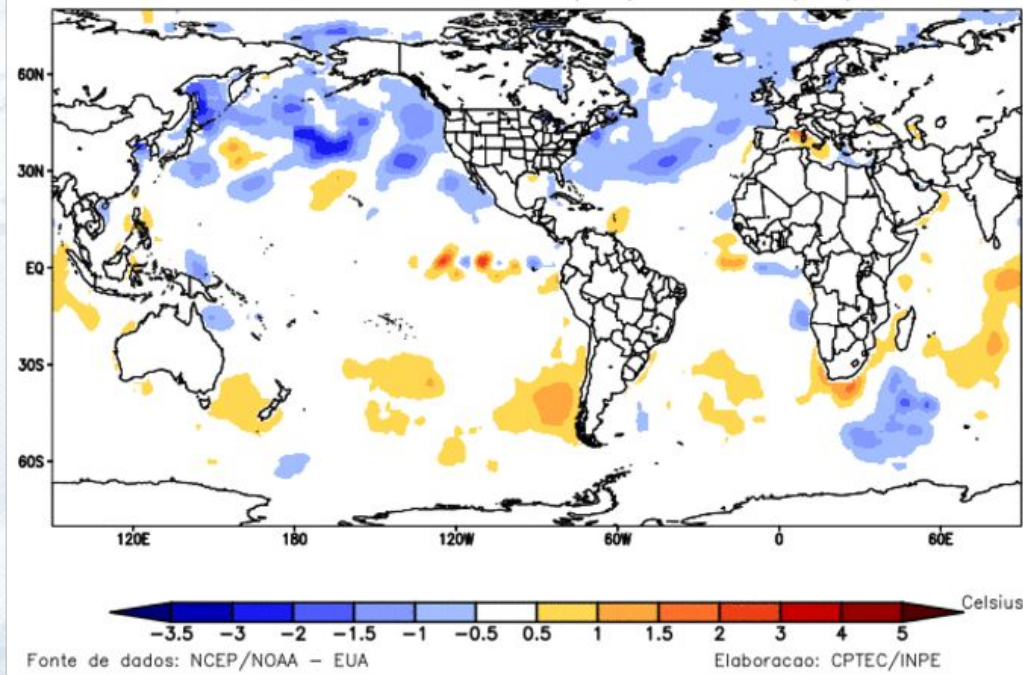 60N
30N
EQ
30S
60S
120E 180 120W 60W 0 60E
-3.5 -3 -2 -1.5 -1 -0.5 0.5 1 1.5 2 3 4 5 Celsius
Fonte de dados: NCEP/NOAA – EUA Elaboracao: CPTEC/INPE